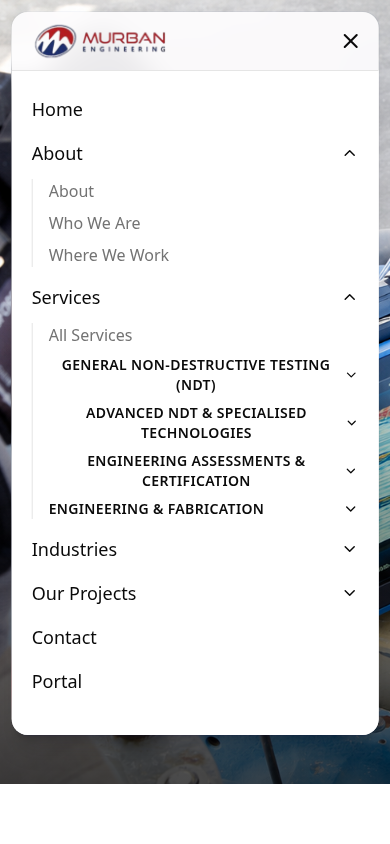 MURBAN
ENGINEERING
Home
About
About
Who We Are
Where We Work
Services
All Services
GENERAL NON-DESTRUCTIVE TESTING
(NDT)
ADVANCED NDT & SPECIALISED
TECHNOLOGIES
ENGINEERING ASSESSMENTS &
CERTIFICATION
ENGINEERING & FABRICATION
Industries
Our Projects
Contact
Portal